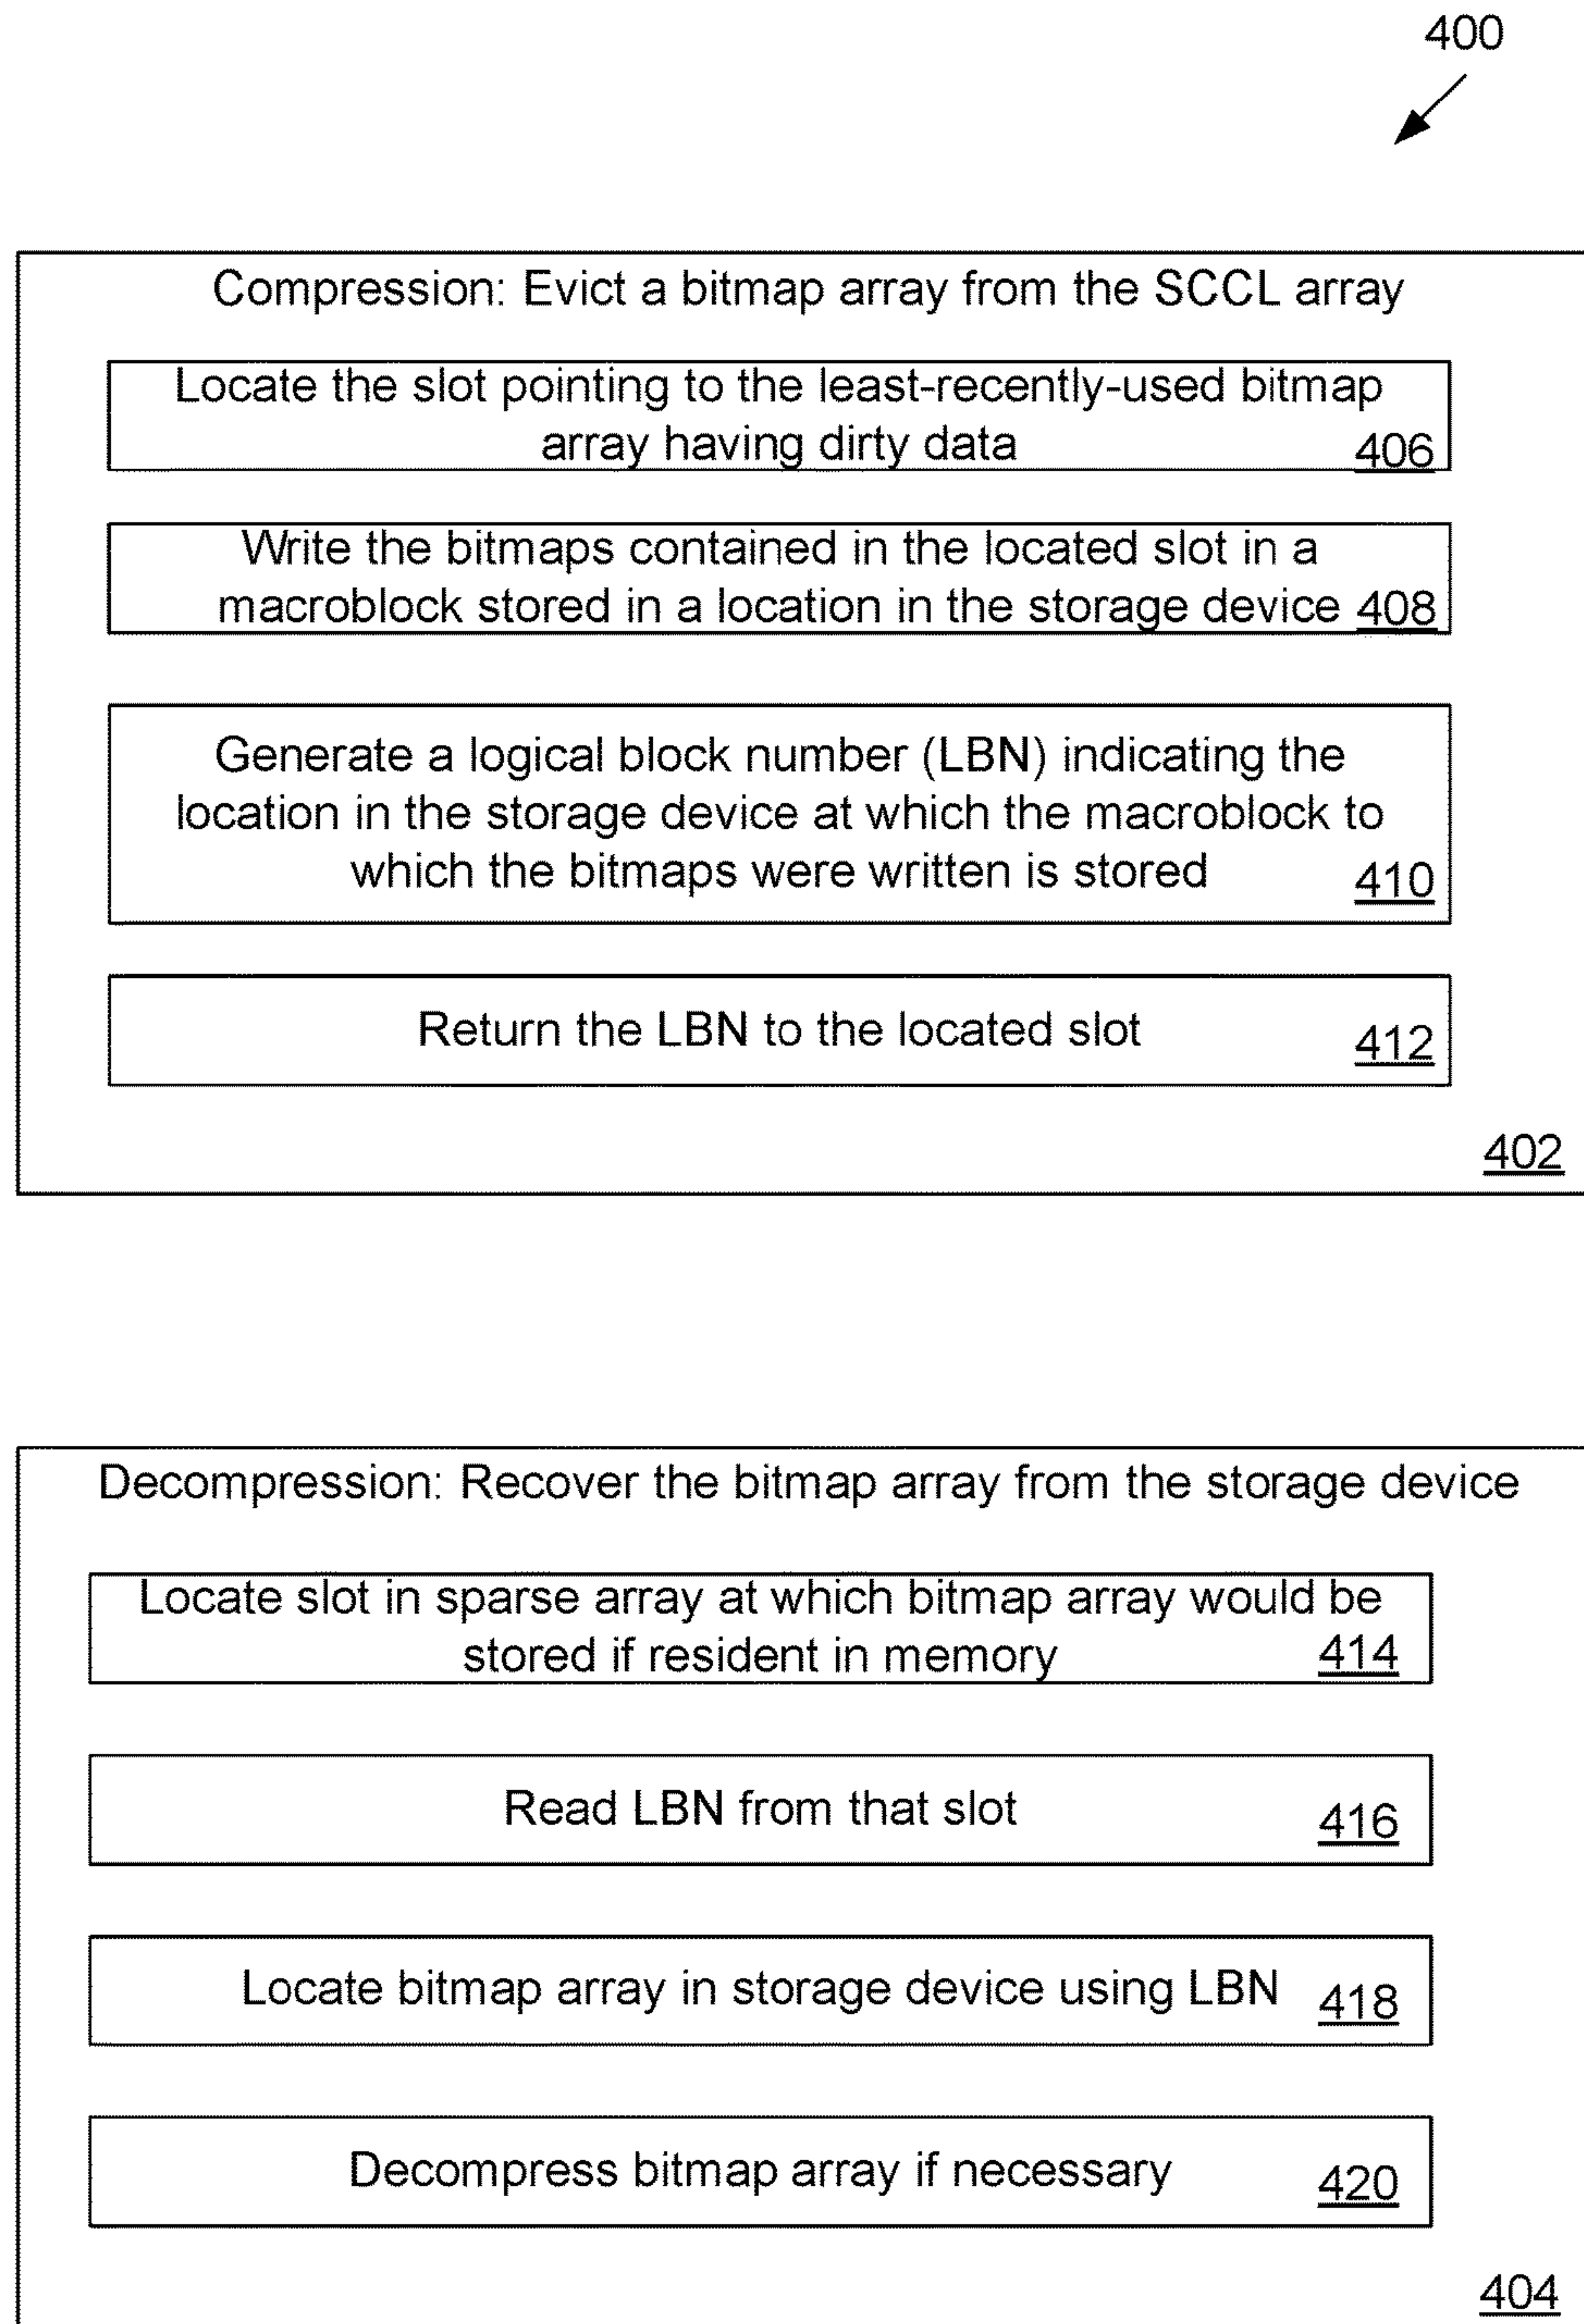 400
Compression: Evict a bitmap array from the SCCL array
Locate the slot pointing to the least-recently-used bitmap
array having dirty data 406
Write the bitmaps contained in the located slot in a
macroblock stored in a location in the storage device 408
Generate a logical block number (LBN) indicating the
location in the storage device at which the macroblock to
which the bitmaps were written is stored 410
Return the LBN to the located slot 412
402
Decompression: Recover the bitmap array from the storage device
Locate slot in sparse array at which bitmap array would be
stored if resident in memory 414
Read LBN from that slot 416
Locate bitmap array in storage device using LBN 418
Decompress bitmap array if necessary 420
404